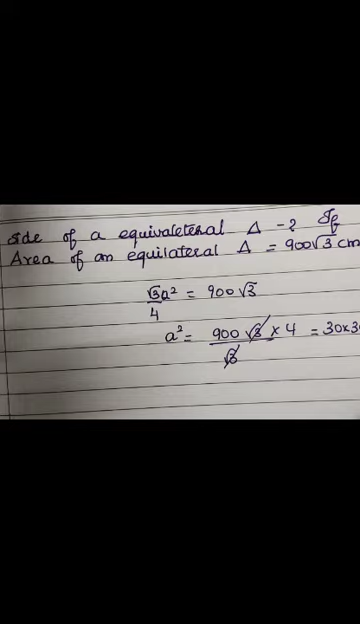 side of a equivaleteral Δ - ? If
Area of an equilateral Δ = 900√3 cm
√3a² = 900√3
4
a² = 900 √3 × 4 = 30×3
√3